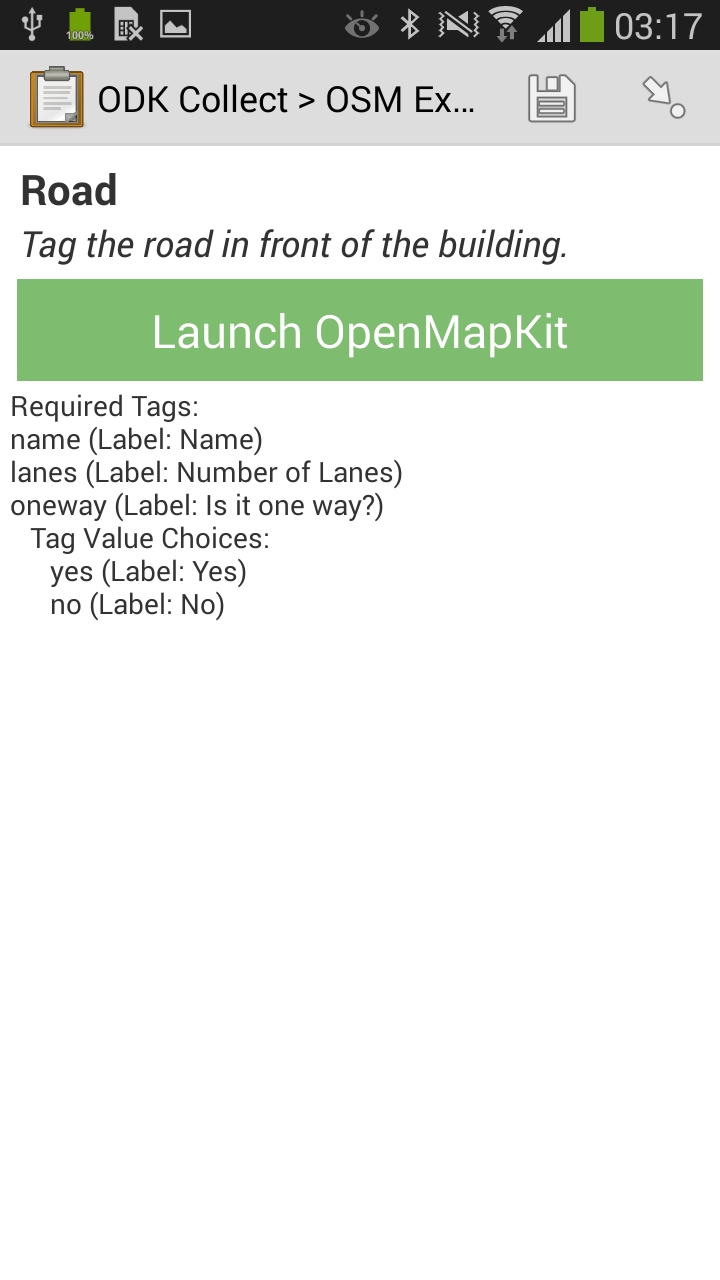 100%
03:17
ODK Collect > OSM Ex...
Road
Tag the road in front of the building.
Launch OpenMapKit
Required Tags:
name (Label: Name)
lanes (Label: Number of Lanes)
oneway (Label: Is it one way?)
Tag Value Choices:
yes (Label: Yes)
no (Label: No)